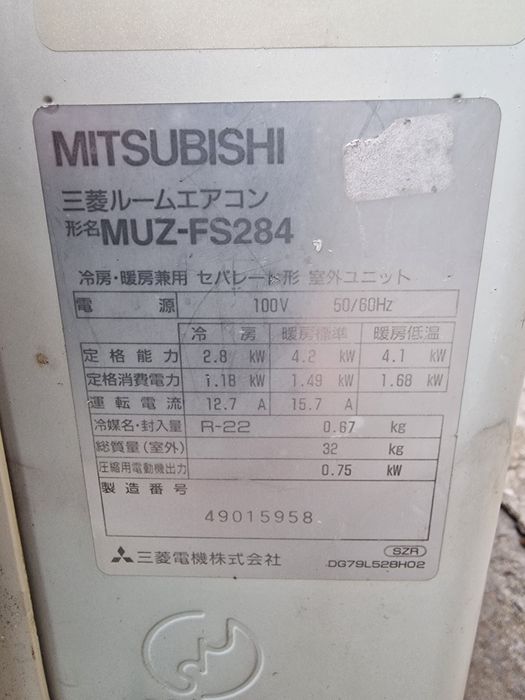 MITSUBISHI
三菱ルームエアコン
形名MUZ-FS284
冷房・暖房兼用 セパレート形 室外ユニット
電源 100V 50/60Hz
冷房 暖房標準 暖房低温
定格能力 2.8 kW 4.2 kW 4.1 kW
定格消費電力 1.18 kW 1.49 kW 1.68 kW
運転電流 12.7 A 15.7 A
冷媒名・封入量 R-22 0.67 kg
総質量(室外) 32 kg
圧縮用電動機出力 0.75 kW
製造番号
49015958
三菱電機株式会社
SZR
DG79L528H02